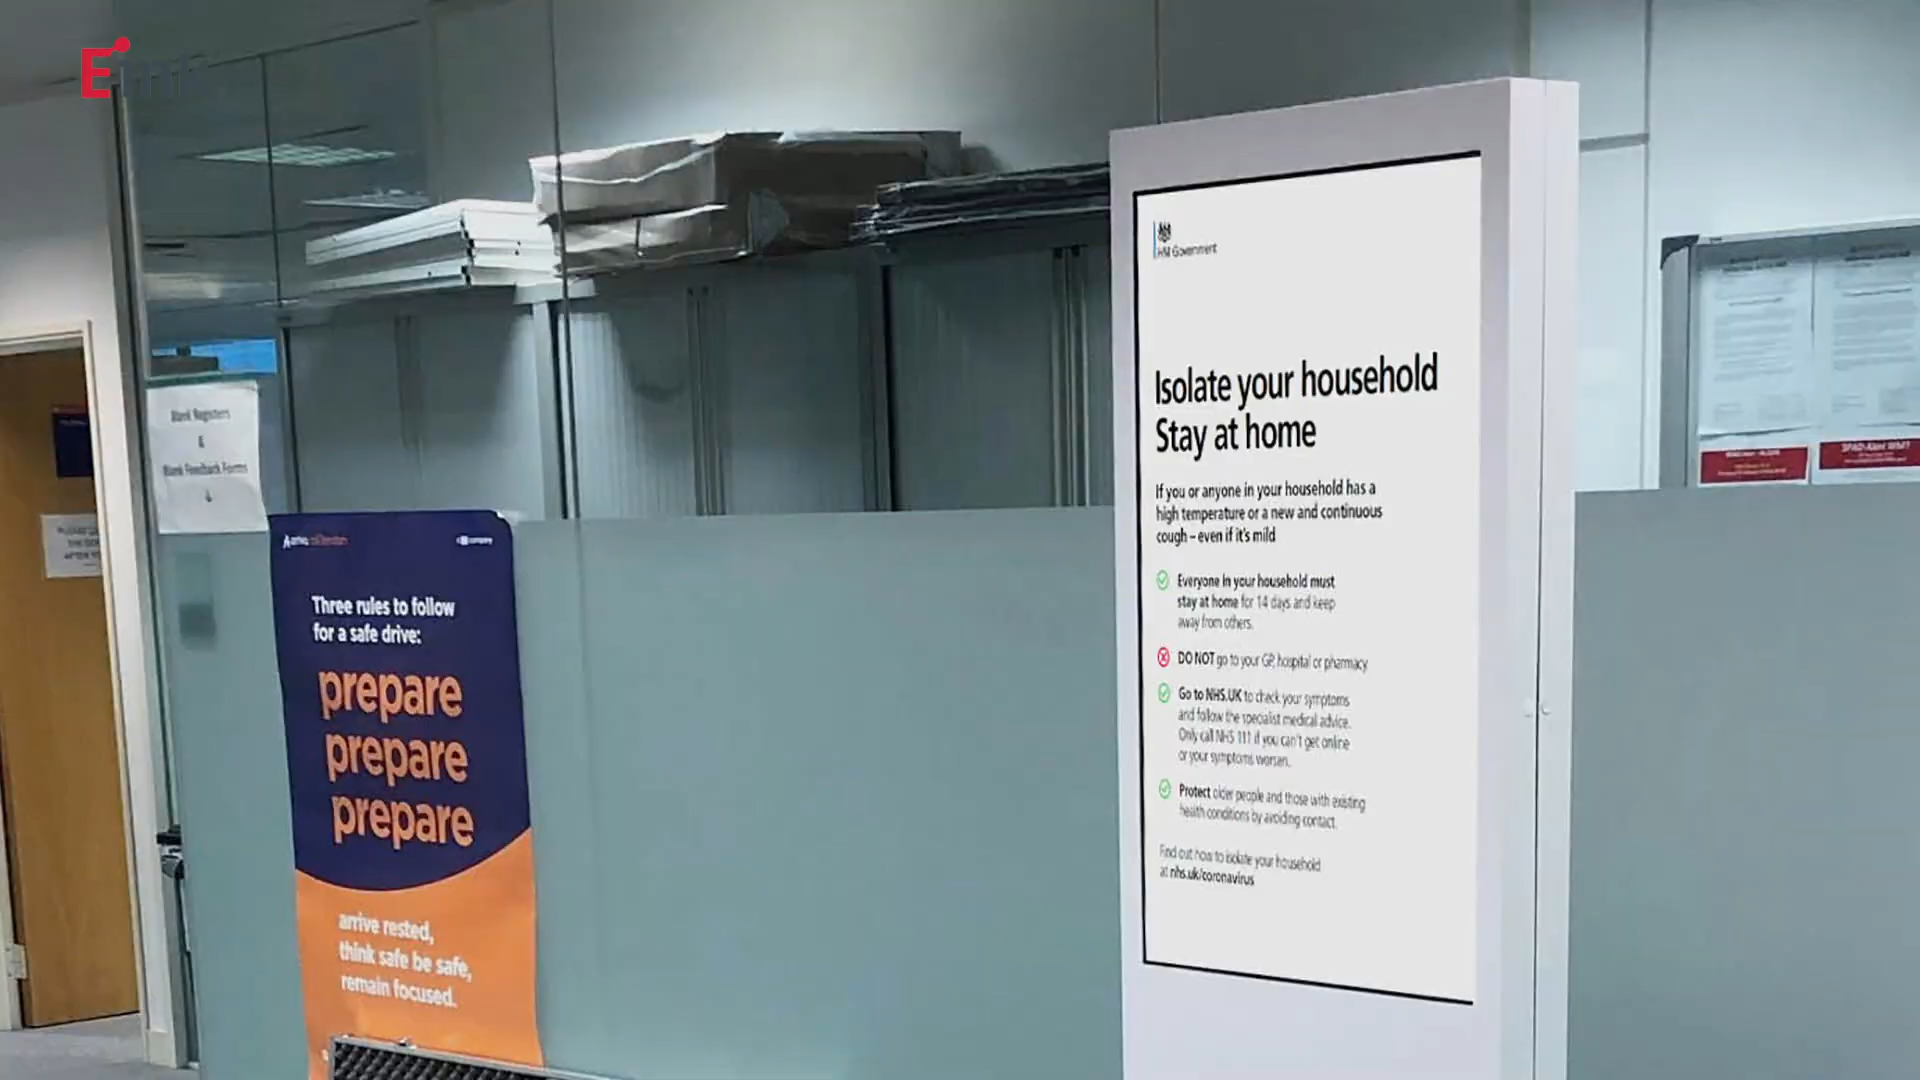 E ink
Blank Registers
&
Blank Feedback Forms
arriva rail london
a DB company
Three rules to follow
for a safe drive:
prepare
prepare
prepare
arrive rested,
think safe be safe,
remain focused.
HM Government
Isolate your household
Stay at home
If you or anyone in your household has a
high temperature or a new and continuous
cough – even if it's mild
Everyone in your household must
stay at home for 14 days and keep
away from others.
DO NOT go to your GP, hospital or pharmacy
Go to NHS.UK to check your symptoms
and follow the specialist medical advice.
Only call NHS 111 if you can't get online
or your symptoms worsen.
Protect older people and those with existing
health conditions by avoiding contact.
Find out how to isolate your household
at nhs.uk/coronavirus